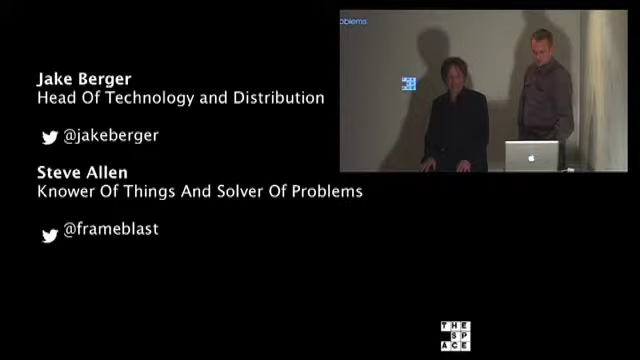 Jake Berger
Head Of Technology and Distribution
@jakeberger
Steve Allen
Knower Of Things And Solver Of Problems
@frameblast
oblems
THE
SP
ACE